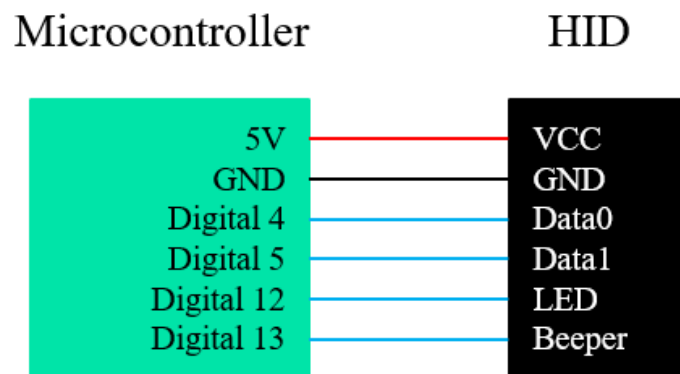 Microcontroller HID
5V VCC
GND GND
Digital 4 Data0
Digital 5 Data1
Digital 12 LED
Digital 13 Beeper